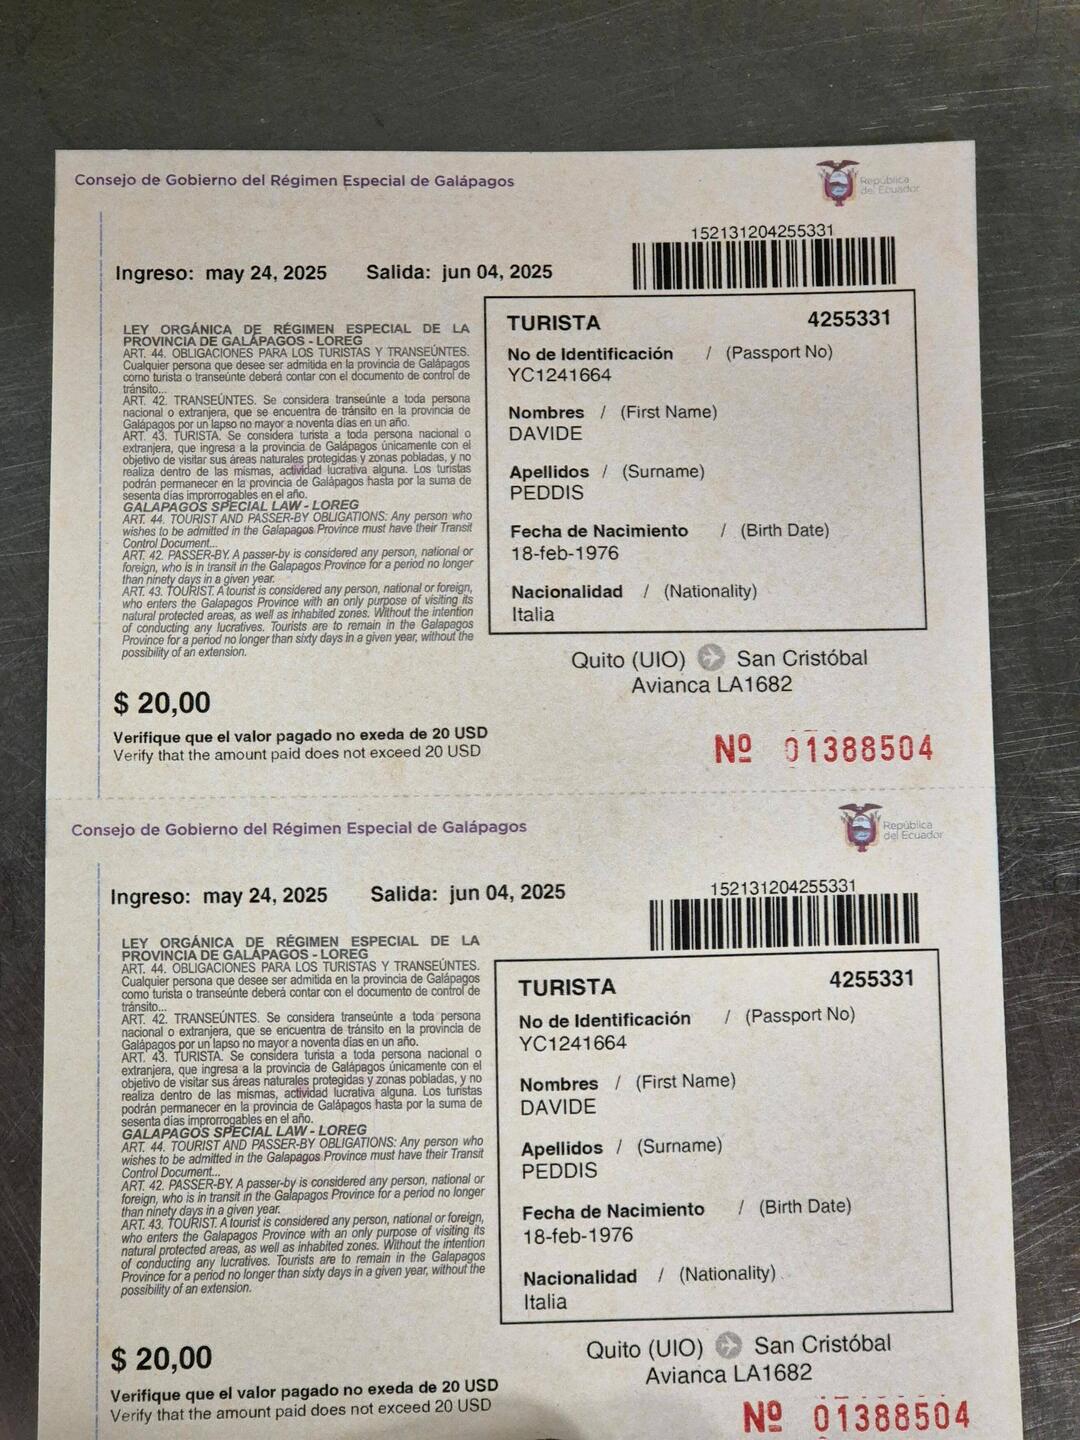 Consejo de Gobierno del Régimen Especial de Galápagos
República
del Ecuador
152131204255331
Ingreso: may 24, 2025 Salida: jun 04, 2025
LEY ORGÁNICA DE RÉGIMEN ESPECIAL DE LA
PROVINCIA DE GALÁPAGOS - LOREG
ART. 44. OBLIGACIONES PARA LOS TURISTAS Y TRANSEÚNTES.
Cualquier persona que desee ser admitida en la provincia de Galápagos
como turista o transeúnte deberá contar con el documento de control de
tránsito...
ART. 42. TRANSEÚNTES. Se considera transeúnte a toda persona
nacional o extranjera, que se encuentra de tránsito en la provincia de
Galápagos por un lapso no mayor a noventa días en un año.
ART. 43. TURISTA. Se considera turista a toda persona nacional o
extranjera, que ingresa a la provincia de Galápagos únicamente con el
objetivo de visitar sus áreas naturales protegidas y zonas pobladas, y no
realiza dentro de las mismas, actividad lucrativa alguna. Los turistas
podrán permanecer en la provincia de Galápagos hasta por la suma de
sesenta días improrrogables en el año.
GALAPAGOS SPECIAL LAW - LOREG
ART. 44. TOURIST AND PASSER-BY OBLIGATIONS: Any person who
wishes to be admitted in the Galapagos Province must have their Transit
Control Document...
ART. 42. PASSER-BY. A passer-by is considered any person, national or
foreign, who is in transit in the Galapagos Province for a period no longer
than ninety days in a given year.
ART. 43. TOURIST. A tourist is considered any person, national or foreign,
who enters the Galapagos Province with an only purpose of visiting its
natural protected areas, as well as inhabited zones. Without the intention
of conducting any lucratives. Tourists are to remain in the Galapagos
Province for a period no longer than sixty days in a given year, without the
possibility of an extension.
TURISTA 4255331
No de Identificación / (Passport No)
YC1241664
Nombres / (First Name)
DAVIDE
Apellidos / (Surname)
PEDDIS
Fecha de Nacimiento / (Birth Date)
18-feb-1976
Nacionalidad / (Nationality)
Italia
Quito (UIO) San Cristóbal
Avianca LA1682
$ 20,00
Verifique que el valor pagado no exeda de 20 USD
Verify that the amount paid does not exceed 20 USD
Nº 01388504
Consejo de Gobierno del Régimen Especial de Galápagos
República
del Ecuador
152131204255331
Ingreso: may 24, 2025 Salida: jun 04, 2025
LEY ORGÁNICA DE RÉGIMEN ESPECIAL DE LA
PROVINCIA DE GALÁPAGOS - LOREG
ART. 44. OBLIGACIONES PARA LOS TURISTAS Y TRANSEÚNTES.
Cualquier persona que desee ser admitida en la provincia de Galápagos
como turista o transeúnte deberá contar con el documento de control de
tránsito...
ART. 42. TRANSEÚNTES. Se considera transeúnte a toda persona
nacional o extranjera, que se encuentra de tránsito en la provincia de
Galápagos por un lapso no mayor a noventa días en un año.
ART. 43. TURISTA. Se considera turista a toda persona nacional o
extranjera, que ingresa a la provincia de Galápagos únicamente con el
objetivo de visitar sus áreas naturales protegidas y zonas pobladas, y no
realiza dentro de las mismas, actividad lucrativa alguna. Los turistas
podrán permanecer en la provincia de Galápagos hasta por la suma de
sesenta días improrrogables en el año.
GALAPAGOS SPECIAL LAW - LOREG
ART. 44. TOURIST AND PASSER-BY OBLIGATIONS: Any person who
wishes to be admitted in the Galapagos Province must have their Transit
Control Document...
ART. 42. PASSER-BY. A passer-by is considered any person, national or
foreign, who is in transit in the Galapagos Province for a period no longer
than ninety days in a given year.
ART. 43. TOURIST. A tourist is considered any person, national or foreign,
who enters the Galapagos Province with an only purpose of visiting its
natural protected areas, as well as inhabited zones. Without the intention
of conducting any lucratives. Tourists are to remain in the Galapagos
Province for a period no longer than sixty days in a given year, without the
possibility of an extension.
TURISTA 4255331
No de Identificación / (Passport No)
YC1241664
Nombres / (First Name)
DAVIDE
Apellidos / (Surname)
PEDDIS
Fecha de Nacimiento / (Birth Date)
18-feb-1976
Nacionalidad / (Nationality)
Italia
Quito (UIO) San Cristóbal
Avianca LA1682
$ 20,00
Verifique que el valor pagado no exeda de 20 USD
Verify that the amount paid does not exceed 20 USD
Nº 01388504